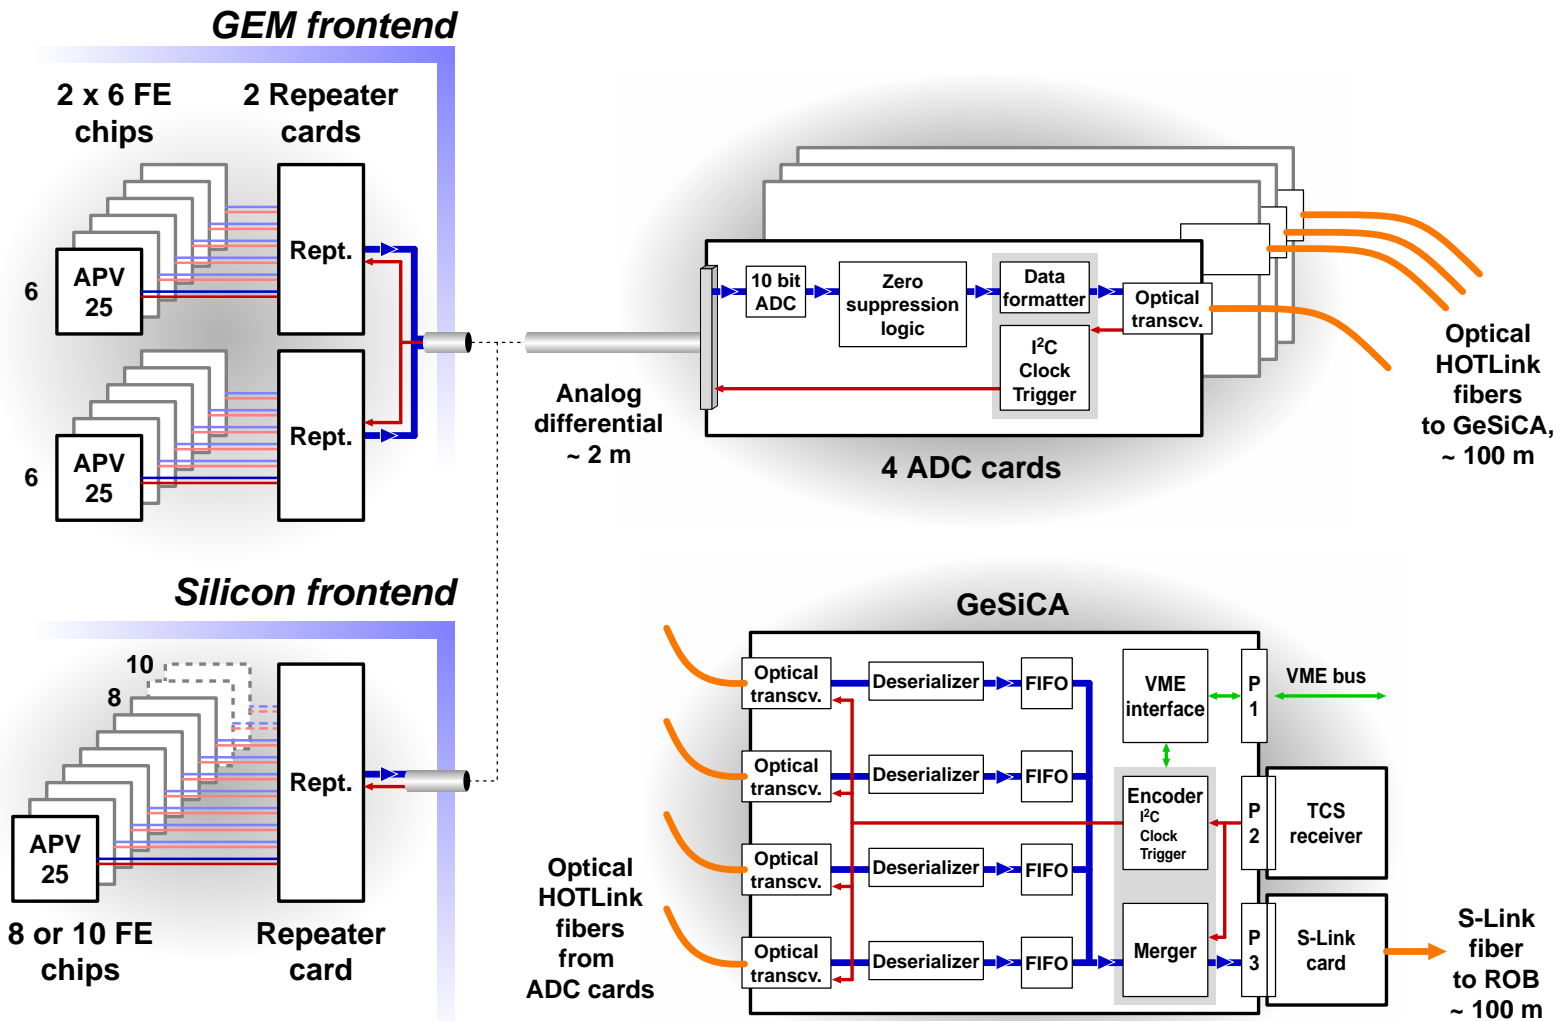 GEM frontend
2 x 6 FE
chips
2 Repeater
cards
Rept.
APV
25
6
Rept.
APV
25
6
Analog
differential
~ 2 m
10 bit
ADC
Zero
suppression
logic
Data
formatter
Optical
transcv.
I²C
Clock
Trigger
4 ADC cards
Optical
HOTLink
fibers
to GeSiCA,
~ 100 m
Silicon frontend
10
8
APV
25
Rept.
8 or 10 FE
chips
Repeater
card
GeSiCA
Optical
transcv.
Deserializer
FIFO
Optical
transcv.
Deserializer
FIFO
Optical
transcv.
Deserializer
FIFO
Optical
transcv.
Deserializer
FIFO
VME
interface
P
1
VME bus
Encoder
I²C
Clock
Trigger
P
2
TCS
receiver
Merger
P
3
S-Link
card
Optical
HOTLink
fibers
from
ADC cards
S-Link
fiber
to ROB
~ 100 m